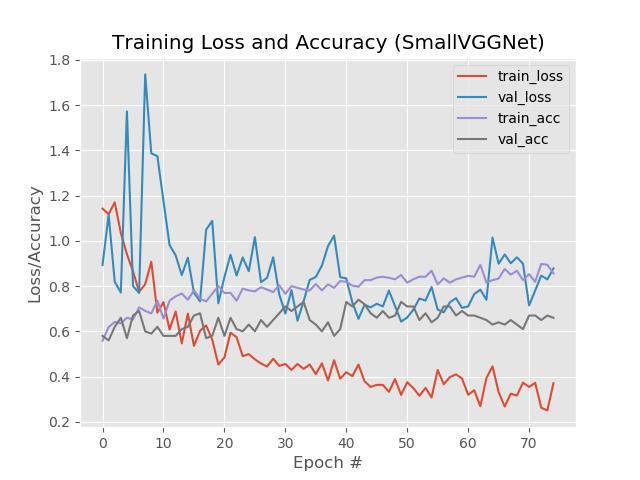 Training Loss and Accuracy (SmallVGGNet)
train_loss
val_loss
train_acc
val_acc
Loss/Accuracy
1.8
1.6
1.4
1.2
1.0
0.8
0.6
0.4
0.2
0 10 20 30 40 50 60 70
Epoch #